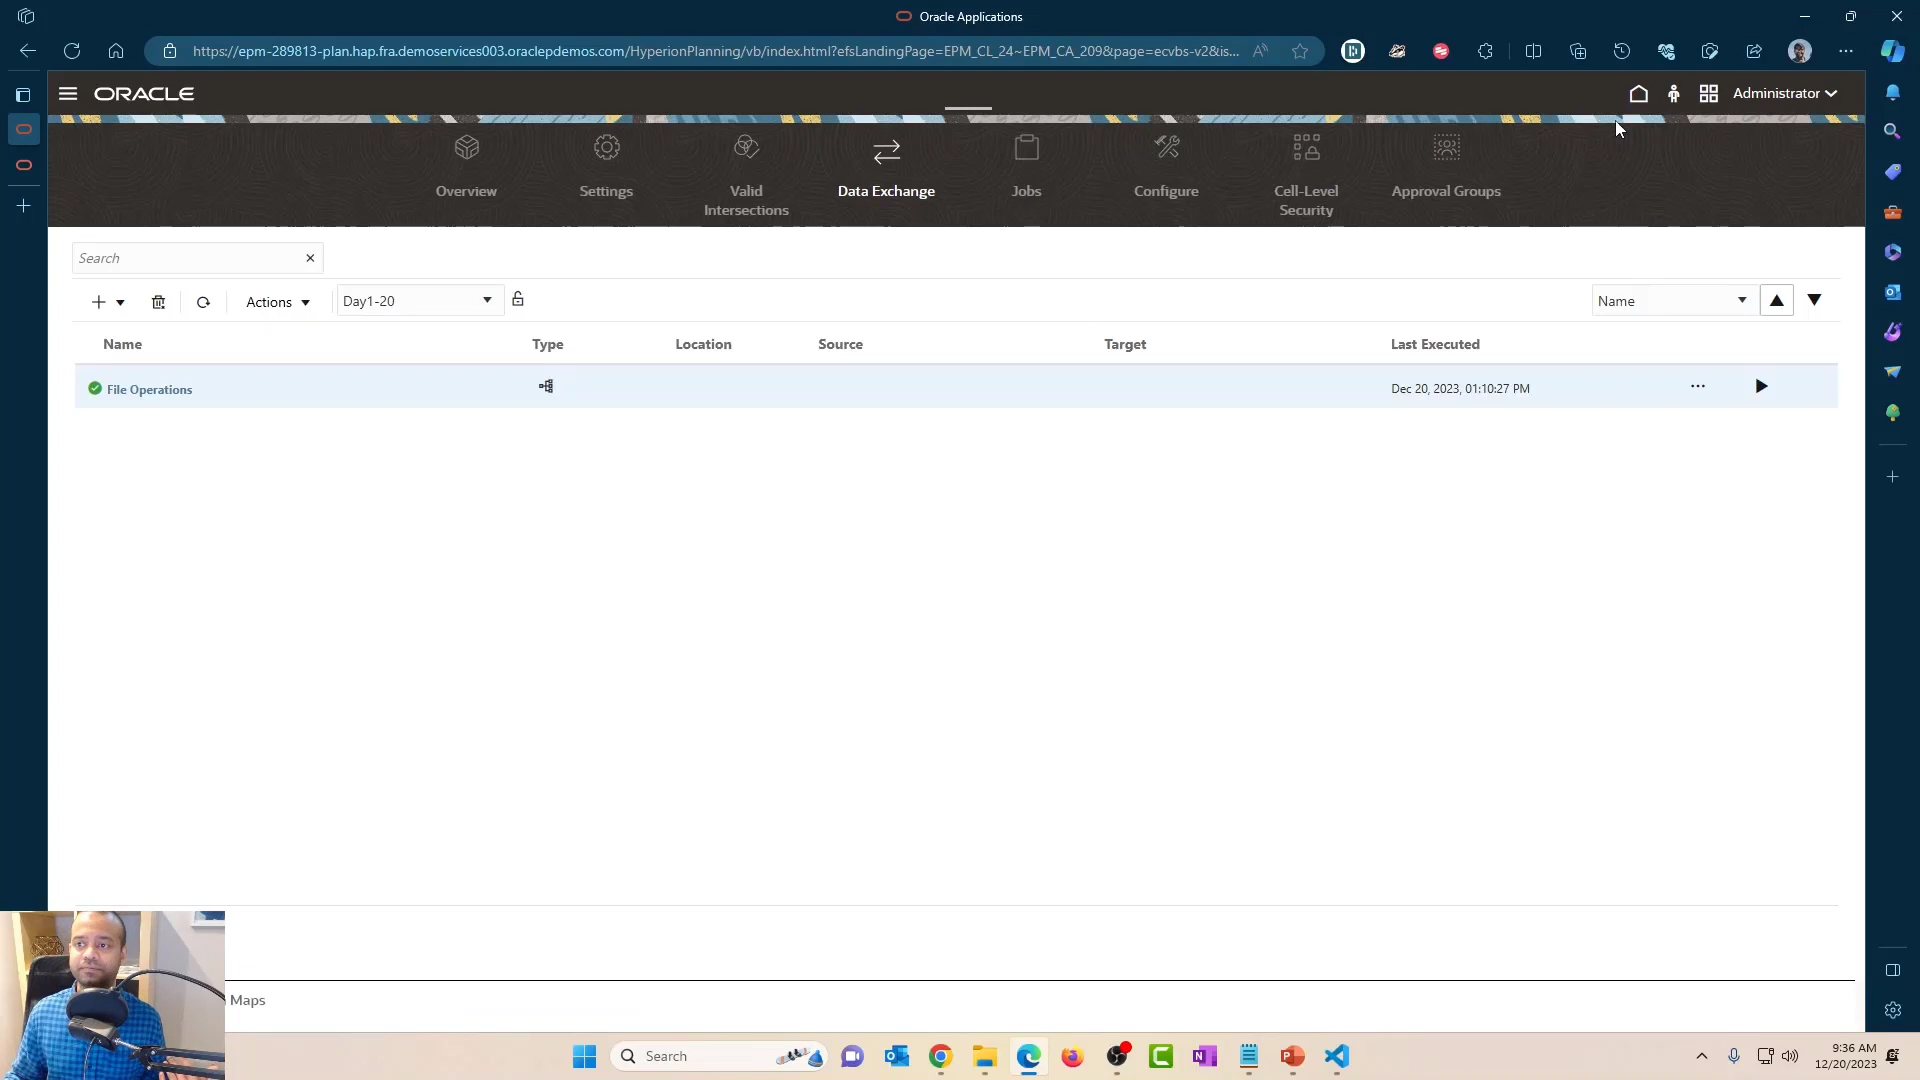 Oracle Applications
https://epm-289813-plan.hap.fra.demoservices003.oraclepdemos.com/HyperionPlanning/vb/index.html?efsLandingPage=EPM_CL_24~EPM_CA_209&page=ecvbs-v2&is...
ORACLE
Administrator
Overview
Settings
Valid
Intersections
Data Exchange
Jobs
Configure
Cell-Level
Security
Approval Groups
Search
Actions
Day1-20
Name
Name Type Location Source Target Last Executed
File Operations Dec 20, 2023, 01:10:27 PM
Maps
Search
9:36 AM
12/20/2023